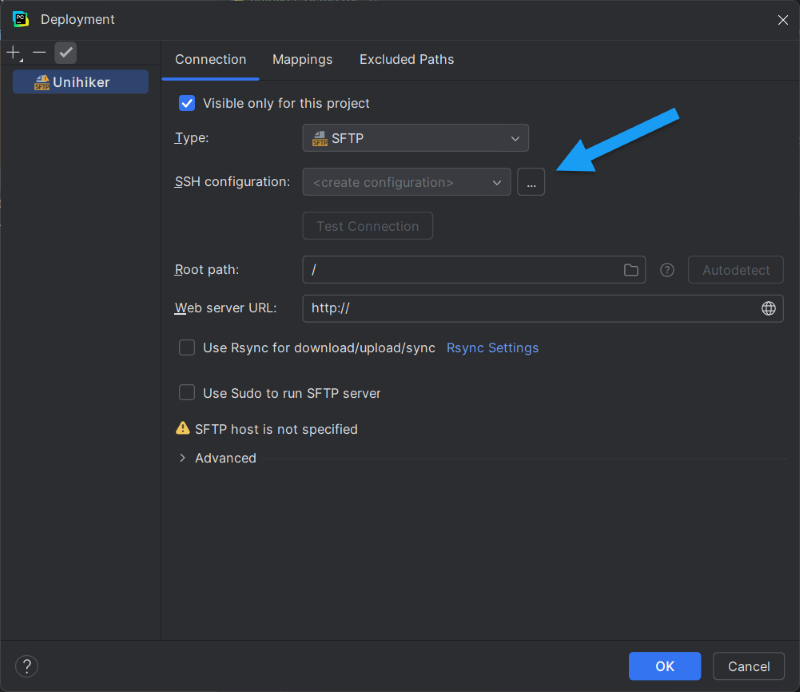 Deployment
Connection Mappings Excluded Paths
Unihiker
Visible only for this project
Type: SFTP
SSH configuration: <create configuration> ...
Test Connection
Root path: / ? Autodetect
Web server URL: http://
Use Rsync for download/upload/sync Rsync Settings
Use Sudo to run SFTP server
SFTP host is not specified
Advanced
? OK Cancel